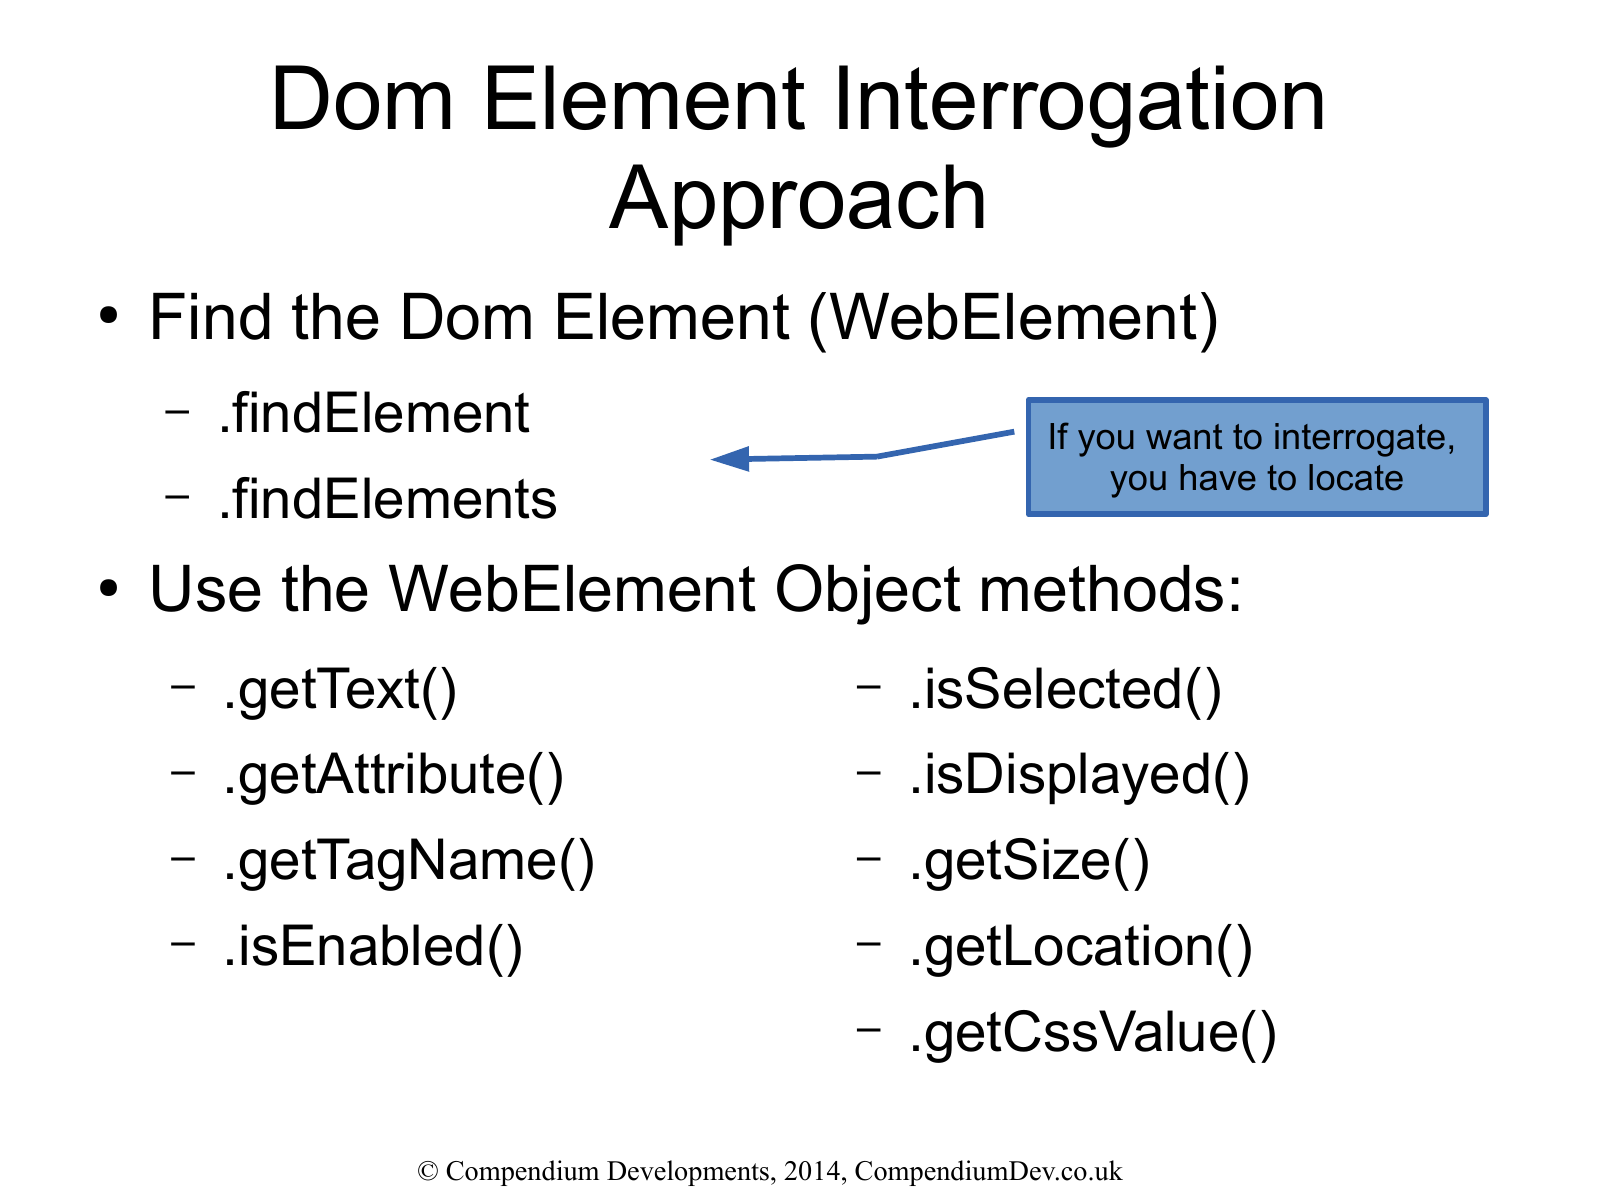 Dom Element Interrogation
Approach
• Find the Dom Element (WebElement)
– .findElement
– .findElements
If you want to interrogate,
you have to locate
• Use the WebElement Object methods:
– .getText()
– .getAttribute()
– .getTagName()
– .isEnabled()
– .isSelected()
– .isDisplayed()
– .getSize()
– .getLocation()
– .getCssValue()
© Compendium Developments, 2014, CompendiumDev.co.uk